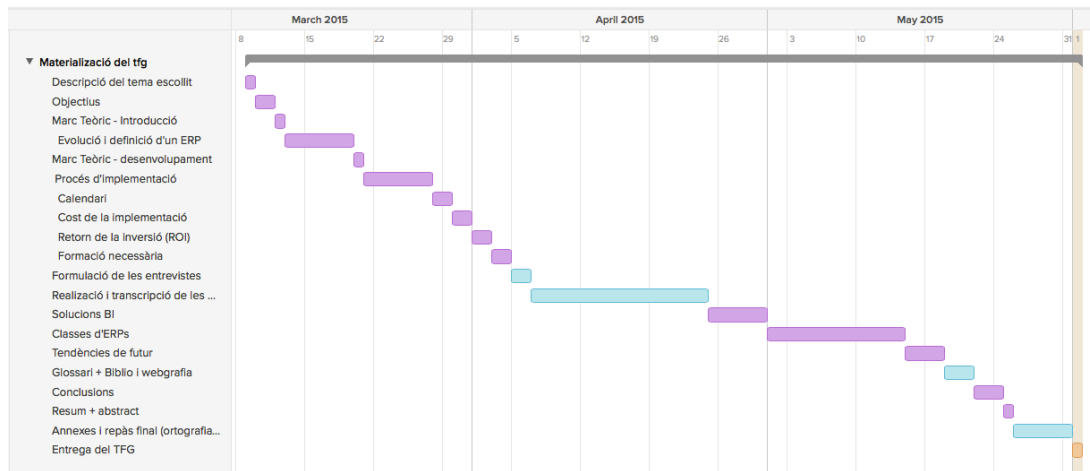 March 2015 April 2015 May 2015
8 15 22 29 5 12 19 26 3 10 17 24 31 1
Materialización del tfg
Descripció del tema escollit
Objectius
Marc Teòric - Introducció
Evolució i definició d'un ERP
Marc Teòric - desenvolupament
Procés d'implementació
Calendari
Cost de la implementació
Retorn de la inversió (ROI)
Formació necessària
Formulació de les entrevistes
Realizació i transcripció de les ...
Solucions BI
Classes d'ERPs
Tendències de futur
Glossari + Biblio i webgrafia
Conclusions
Resum + abstract
Annexes i repàs final (ortografia...
Entrega del TFG